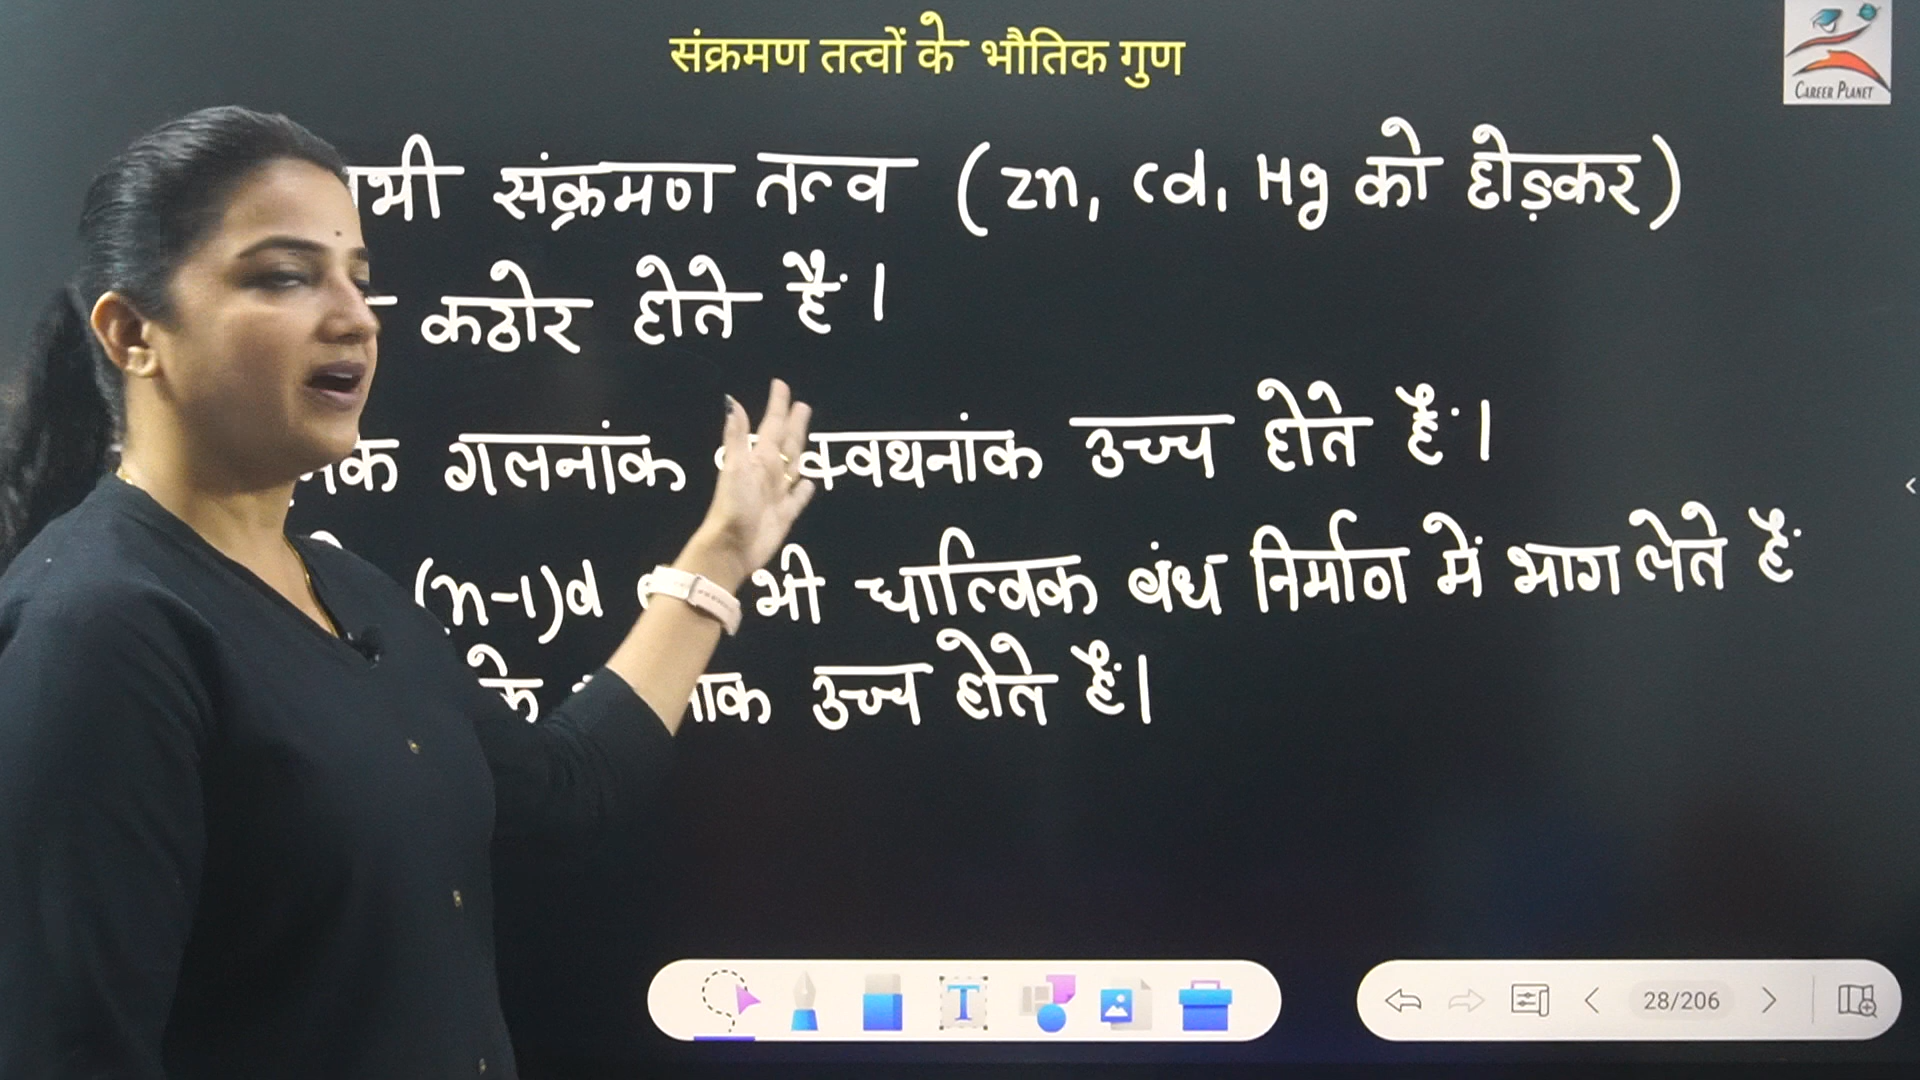 संक्रमण तत्वों के भौतिक गुण
CAREER PLANET
संक्रमण तत्व (Zn, Cd, Hg को छोड़कर)
कठोर होते हैं।
गलनांक क्वथनांक उच्च होते हैं।
(n-1)d भी धात्विक बंध निर्माण में भाग लेते हैं
के उच्च होते हैं।
28/206